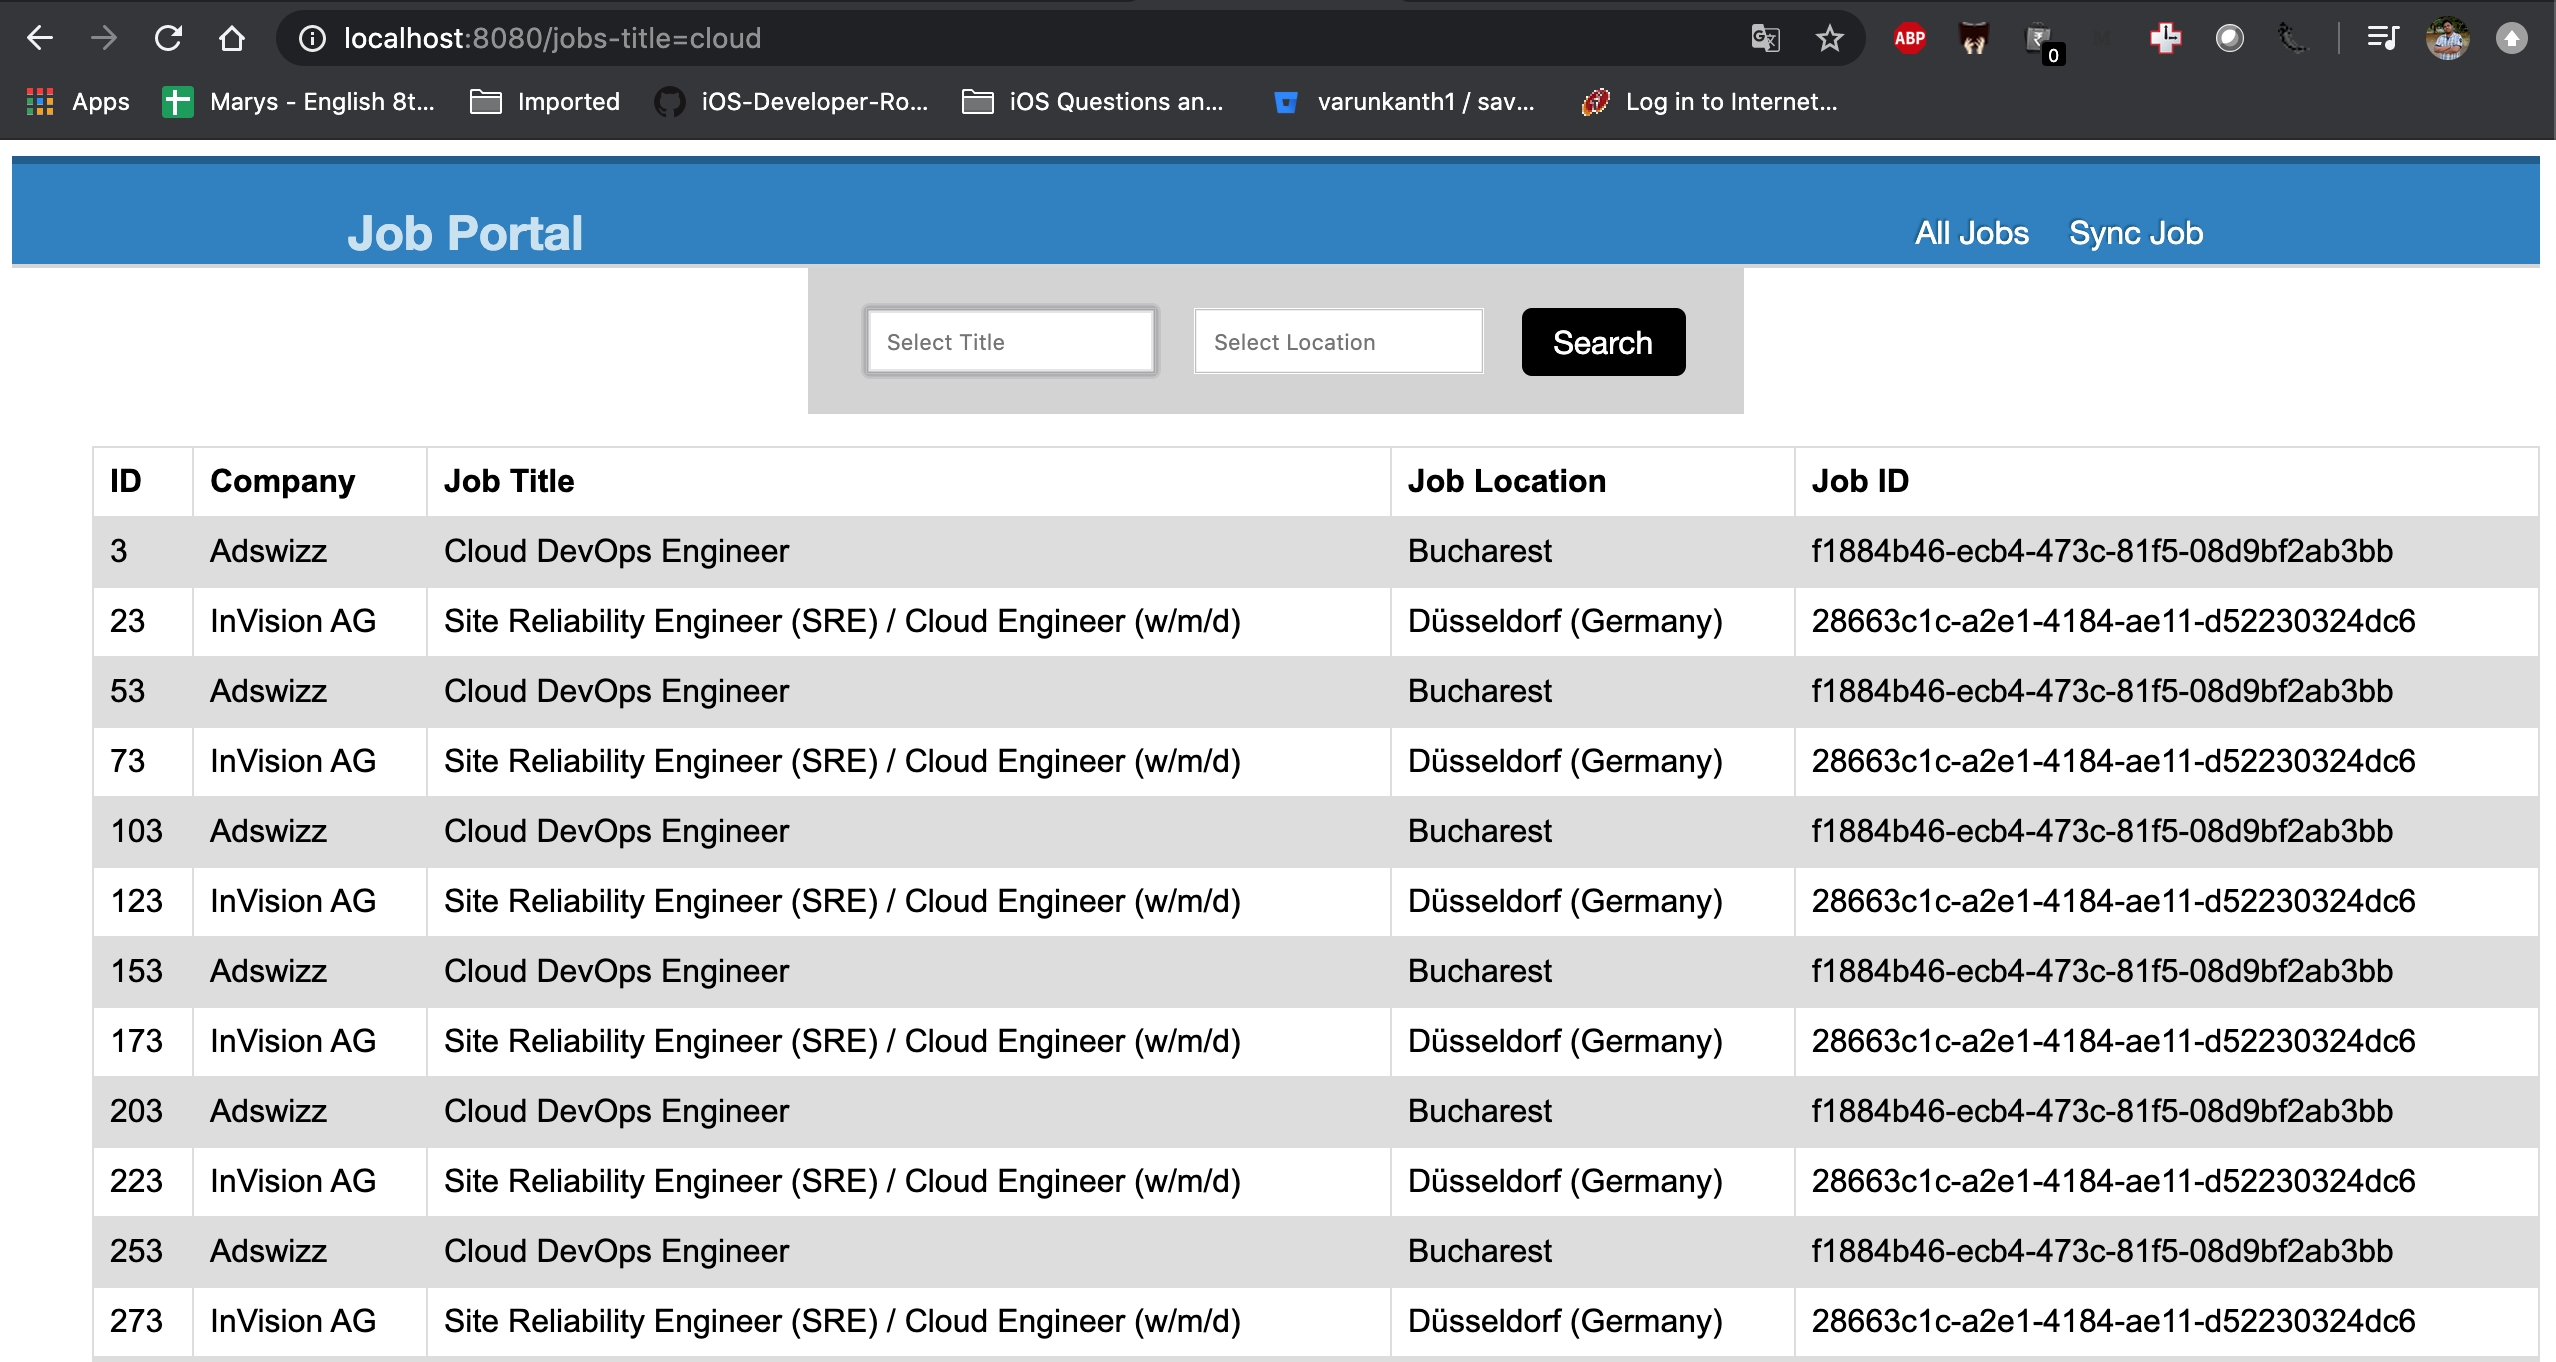 localhost:8080/jobs-title=cloud
ABP
0
Apps Marys - English 8t... Imported iOS-Developer-Ro... iOS Questions an... varunkanth1 / sav... Log in to Internet...
Job Portal All Jobs Sync Job
Select Title Select Location Search
ID Company Job Title Job Location Job ID
3 Adswizz Cloud DevOps Engineer Bucharest f1884b46-ecb4-473c-81f5-08d9bf2ab3bb
23 InVision AG Site Reliability Engineer (SRE) / Cloud Engineer (w/m/d) Düsseldorf (Germany) 28663c1c-a2e1-4184-ae11-d52230324dc6
53 Adswizz Cloud DevOps Engineer Bucharest f1884b46-ecb4-473c-81f5-08d9bf2ab3bb
73 InVision AG Site Reliability Engineer (SRE) / Cloud Engineer (w/m/d) Düsseldorf (Germany) 28663c1c-a2e1-4184-ae11-d52230324dc6
103 Adswizz Cloud DevOps Engineer Bucharest f1884b46-ecb4-473c-81f5-08d9bf2ab3bb
123 InVision AG Site Reliability Engineer (SRE) / Cloud Engineer (w/m/d) Düsseldorf (Germany) 28663c1c-a2e1-4184-ae11-d52230324dc6
153 Adswizz Cloud DevOps Engineer Bucharest f1884b46-ecb4-473c-81f5-08d9bf2ab3bb
173 InVision AG Site Reliability Engineer (SRE) / Cloud Engineer (w/m/d) Düsseldorf (Germany) 28663c1c-a2e1-4184-ae11-d52230324dc6
203 Adswizz Cloud DevOps Engineer Bucharest f1884b46-ecb4-473c-81f5-08d9bf2ab3bb
223 InVision AG Site Reliability Engineer (SRE) / Cloud Engineer (w/m/d) Düsseldorf (Germany) 28663c1c-a2e1-4184-ae11-d52230324dc6
253 Adswizz Cloud DevOps Engineer Bucharest f1884b46-ecb4-473c-81f5-08d9bf2ab3bb
273 InVision AG Site Reliability Engineer (SRE) / Cloud Engineer (w/m/d) Düsseldorf (Germany) 28663c1c-a2e1-4184-ae11-d52230324dc6